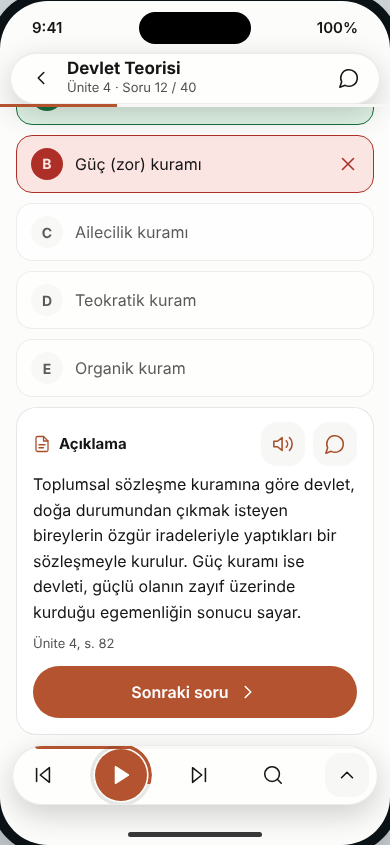 9:41
100%
Devlet Teorisi
Ünite 4 · Soru 12 / 40
B
Güç (zor) kuramı
C
Ailecilik kuramı
D
Teokratik kuram
E
Organik kuram
Açıklama
Toplumsal sözleşme kuramına göre devlet,
doğa durumundan çıkmak isteyen
bireylerin özgür iradeleriyle yaptıkları bir
sözleşmeyle kurulur. Güç kuramı ise
devleti, güçlü olanın zayıf üzerinde
kurduğu egemenliğin sonucu sayar.
Ünite 4, s. 82
Sonraki soru